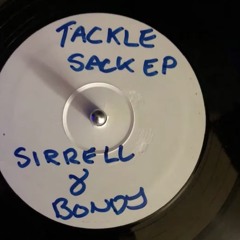 TACKLE
SACK EP
SIRRELL
&
BONDY